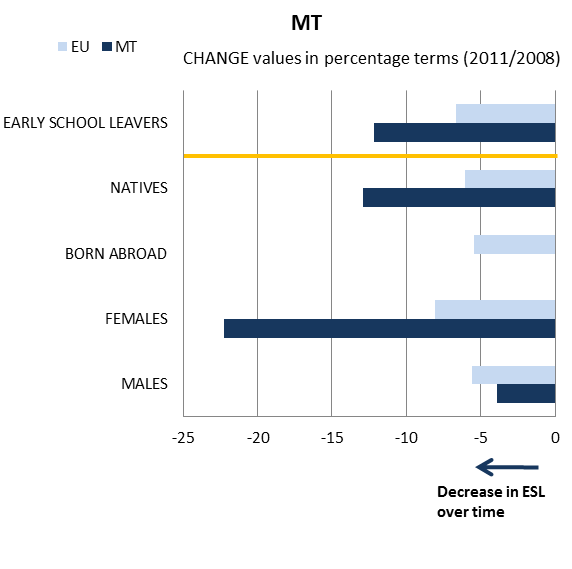 MT
EU MT
CHANGE values in percentage terms (2011/2008)
EARLY SCHOOL LEAVERS
NATIVES
BORN ABROAD
FEMALES
MALES
-25 -20 -15 -10 -5 0
Decrease in ESL
over time